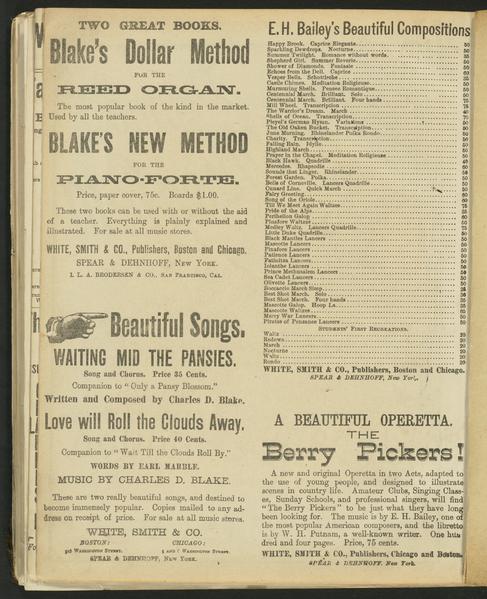 TWO GREAT BOOKS.
Blake's Dollar Method
FOR THE
REED ORGAN.
The most popular book of the kind in the market.
Used by all the teachers.
BLAKE'S NEW METHOD
FOR THE
PIANO-FORTE.
Price, paper cover, 75c. Boards $1.00.
These two books can be used with or without the aid
of a teacher. Everything is plainly explained and
illustrated. For sale at all music stores.
WHITE, SMITH & CO., Publishers, Boston and Chicago.
SPEAR & DEHNHOFF, NEW YORK.
I. L. A. BRODERSEN & CO., SAN FRANCISCO, CAL.
Beautiful Songs.
WAITING MID THE PANSIES.
Song and Chorus. Price 35 Cents.
Companion to "Only a Pansy Blossom."
Written and Composed by Charles D. Blake.
Love will Roll the Clouds Away.
Song and Chorus. Price 40 Cents.
Companion to "Wait Till the Clouds Roll By."
WORDS BY EARL MARBLE.
MUSIC BY CHARLES D. BLAKE.
These are two really beautiful songs, and destined to
become immensely popular. Copies mailed to any ad-
dress on receipt of price. For sale at all music stores.
WHITE, SMITH & CO.
BOSTON: CHICAGO:
WASHINGTON STREET. WASHINGTON STREET.
SPEAR & DEHNHOFF, NEW YORK.
E. H. Bailey's Beautiful Compositions
Happy Brook. Caprice Elegante
Sparkling Dewdrops. Nocturne
Summer Twilight. Romance without words
Shepherd Girl. Summer Reverie
Shower of Diamonds. Fantasie
Echoes from the Dell. Caprice
Vesper Bells. Schottische
Castle Chimes. Meditation Religieuse
Murmuring Shells. Pensee Romantique
Centennial March. Brilliant. Solo
Centennial March. Brilliant. Four hands
Mill Wheel. Transcription
The Warrior's Dream. March
Shells of Ocean. Transcription
Pleyel's German Hymn. Variations
The Old Oaken Bucket. Transcription
June Morning. Rhinelander Polka Rondo
Charity. Transcription
Falling Rain. Idylle
Highland March
Prayer in the Chapel. Meditation Religieuse
Black Hawk. Quadrille
Mercedes. Rhapsodie
Sounds that Linger. Rhinelander
Forest Garden. Polka
Bells of Corneville. Lancers Quadrille
Cunard Line. Quick March
Fairy Greeting
Song of the Oriole
Till We Meet Again Waltzes
Pride of the Alps
Perihelion Galop
Pinafore Waltzes
Medley Waltz. Lancers Quadrille
Little Duke Quadrille
Black Mantles Lancers
Mascotte Lancers
Pinafore Lancers
Patience Lancers
Fatinitza Lancers
Iolanthe Lancers
Prince Methusalem Lancers
Sea Cadet Lancers
Olivette Lancers
Boccaccio March
Best Shot March. Solo
Best Shot March. Four hands
Mascotte Galop. Hoop La
Mascotte Waltzes
Merry War Lancers
Pirates of Penzance Lancers
STUDENTS' FIRST RECREATIONS.
Waltz
Redowa
March
Nocturne
Waltz
Rondo
WHITE, SMITH & CO., Publishers, Boston and Chicago.
SPEAR & DEHNHOFF, New York.
A BEAUTIFUL OPERETTA.
THE
Berry Pickers!
A new and original Operetta in two Acts, adapted to
the use of young people, and designed to illustrate
scenes in country life. Amateur Clubs, Singing Class-
es, Sunday Schools, and professional singers, will find
"The Berry Pickers" to be just what they have long
been looking for. The music is by E. H. Bailey, one of
the most popular American composers, and the libretto
is by W. H. Putnam, a well-known writer. One hun
dred and four pages. Price, 75 cents.
WHITE, SMITH & CO., Publishers, Chicago and Boston.
SPEAR & DEHNHOFF. New York.